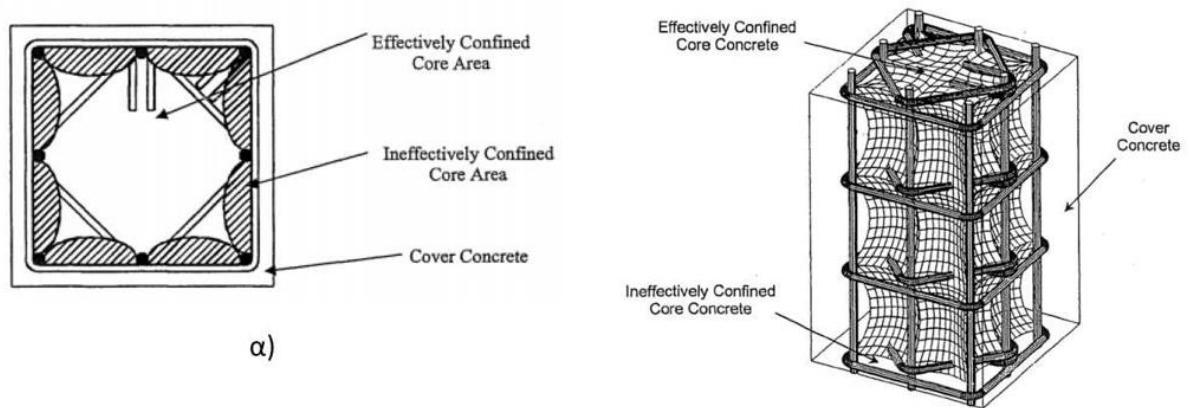 Effectively Confined
Core Area
Ineffectively Confined
Core Area
Cover Concrete
α)
Effectively Confined
Core Concrete
Cover
Concrete
Ineffectively Confined
Core Concrete